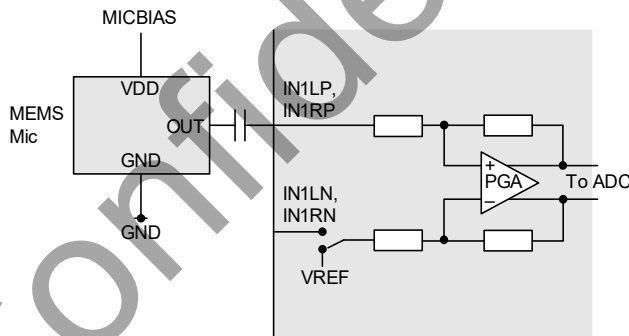 MICBIAS
VDD
MEMS
Mic
OUT
GND
GND
IN1LP,
IN1RP
IN1LN,
IN1RN
VREF
+
PGA
−
To ADC